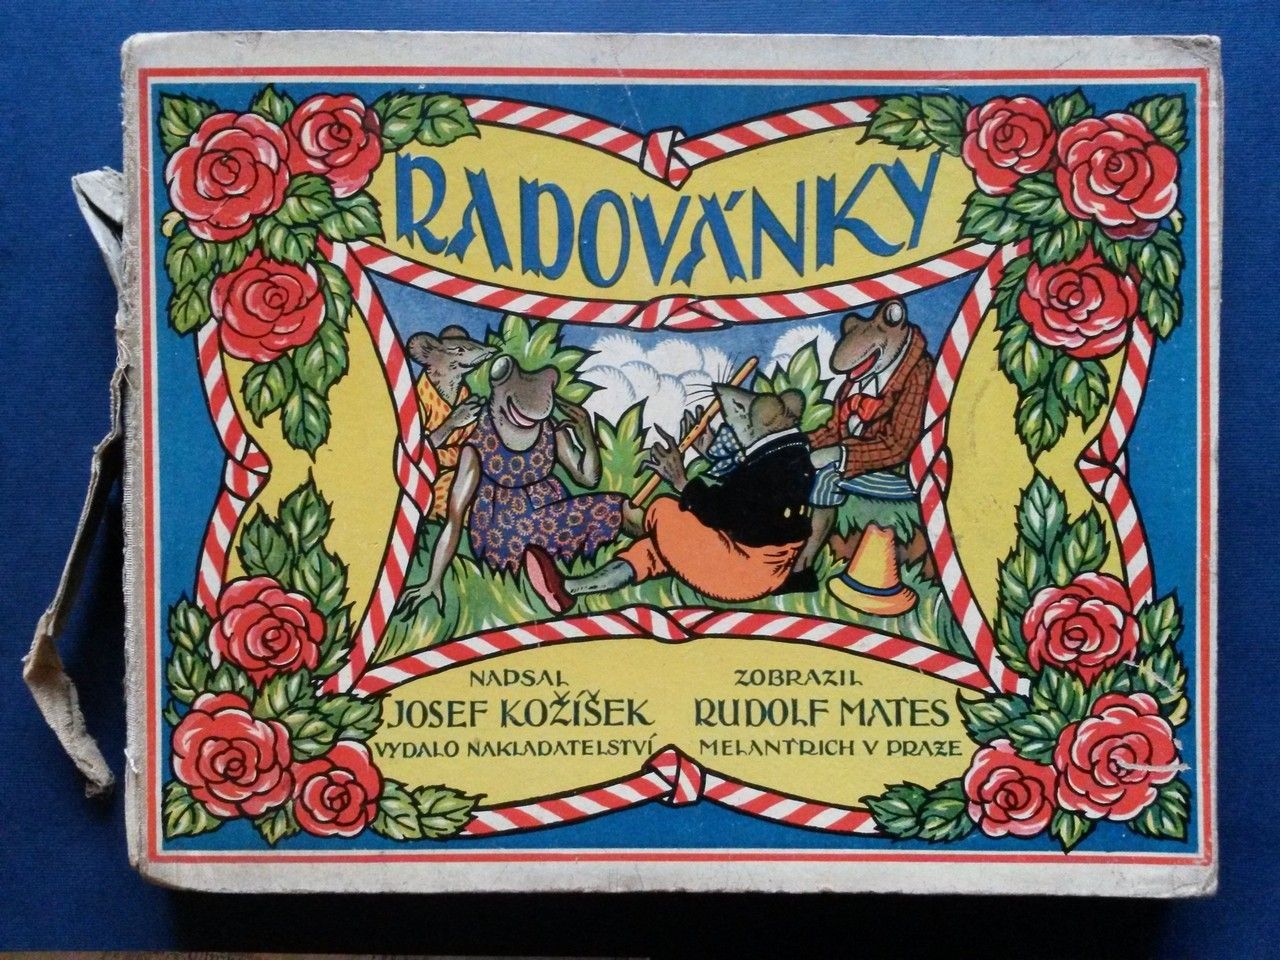 RADOVÁNKY
NAPSAL
JOSEF KOŽÍŠEK
ZOBRAZIL
RUDOLF MATES
VYDALO NAKLADATELSTVÍ MELANTRICH V PRAZE